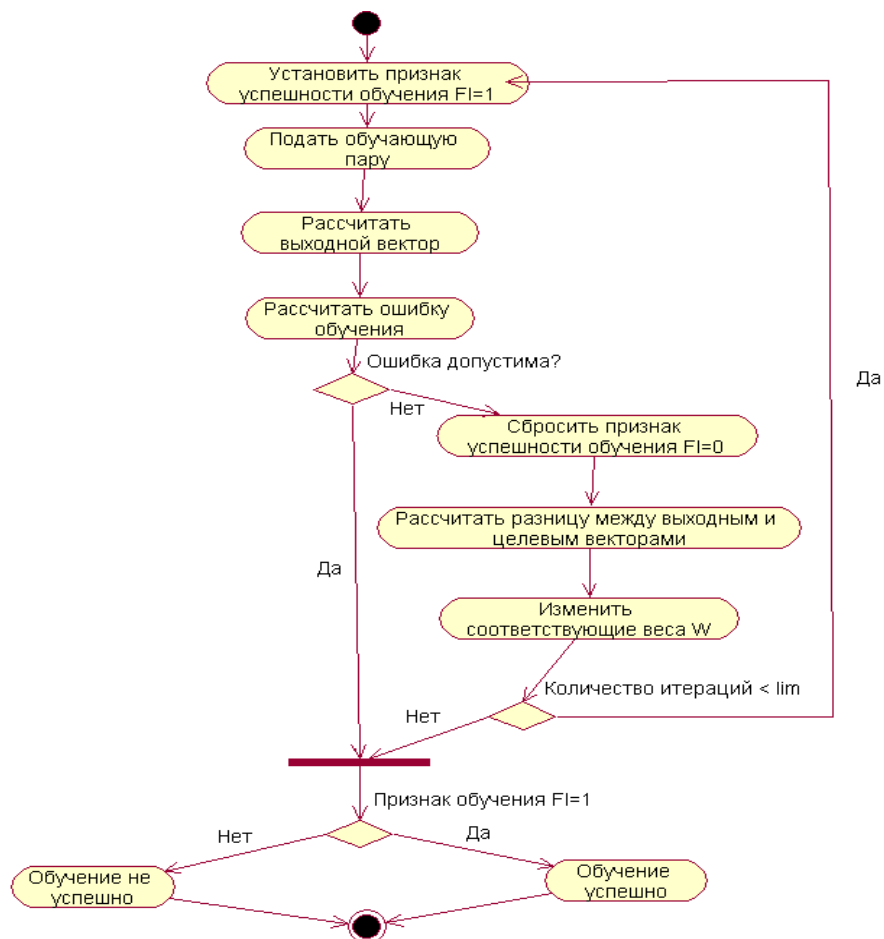 Установить признак
успешности обучения Fl=1
Подать обучающую
пару
Рассчитать
выходной вектор
Рассчитать ошибку
обучения
Ошибка допустима?
Да
Нет
Сбросить признак
успешности обучения Fl=0
Рассчитать разницу между выходным и
целевым векторами
Да
Изменить
соответствующие веса W
Количество итераций < lim
Нет
Признак обучения Fl=1
Нет
Да
Обучение не
успешно
Обучение
успешно